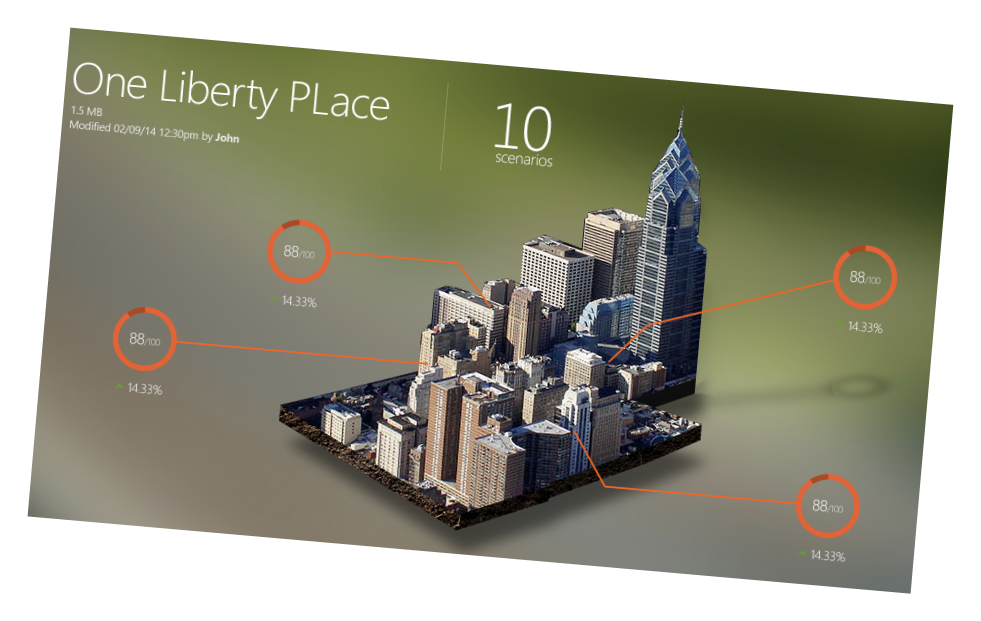 One Liberty PLace
1.5 MB
Modified 02/09/14 12:30pm by John
10
scenarios
88/100
14.33%
88/100
14.33%
88/100
14.33%
88/100
14.33%